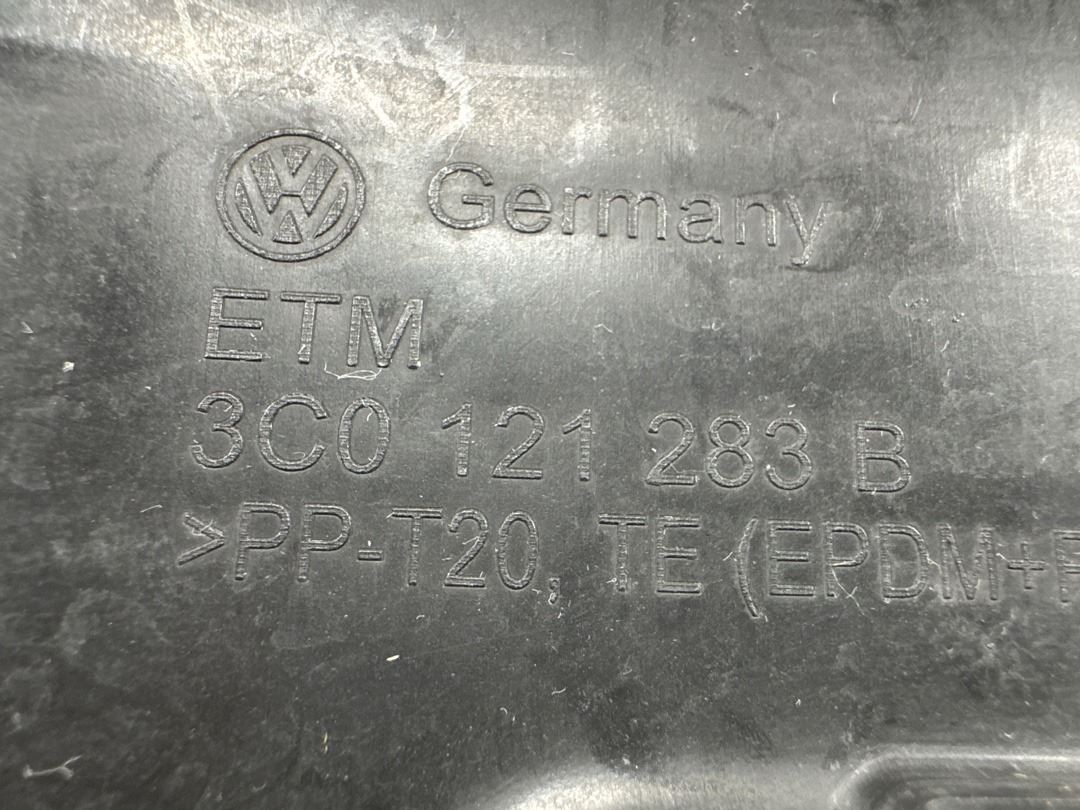 Germany
ETM
3C0 121 283 B
>PP-T20, TE (EPDM+P